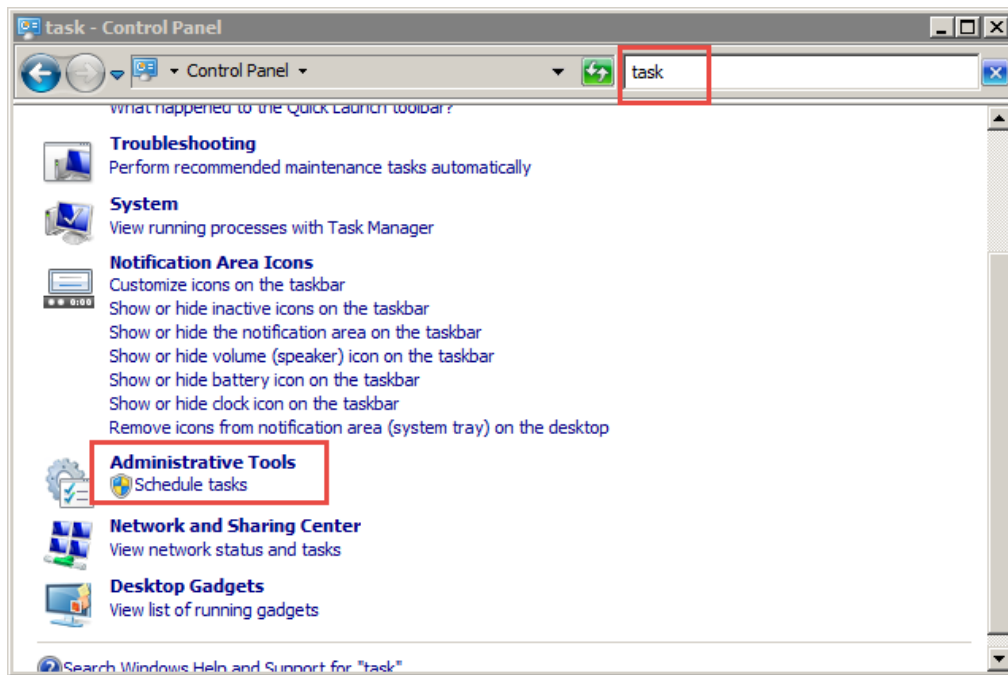 task - Control Panel
Control Panel
task
What happened to the Quick Launch toolbar?
Troubleshooting
Perform recommended maintenance tasks automatically
System
View running processes with Task Manager
Notification Area Icons
Customize icons on the taskbar
Show or hide inactive icons on the taskbar
Show or hide the notification area on the taskbar
Show or hide volume (speaker) icon on the taskbar
Show or hide battery icon on the taskbar
Show or hide clock icon on the taskbar
Remove icons from notification area (system tray) on the desktop
Administrative Tools
Schedule tasks
Network and Sharing Center
View network status and tasks
Desktop Gadgets
View list of running gadgets
Search Windows Help and Support for "task"